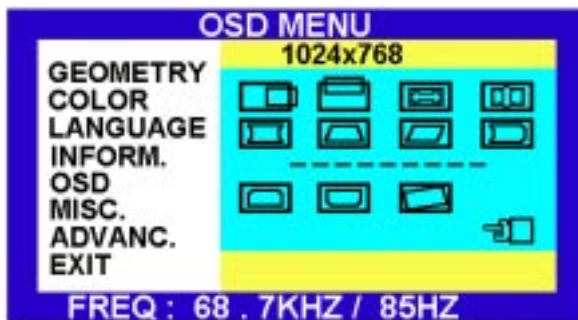 OSD MENU
1024x768
GEOMETRY
COLOR
LANGUAGE
INFORM.
OSD
MISC.
ADVANC.
EXIT
FREQ : 68 . 7KHZ / 85HZ